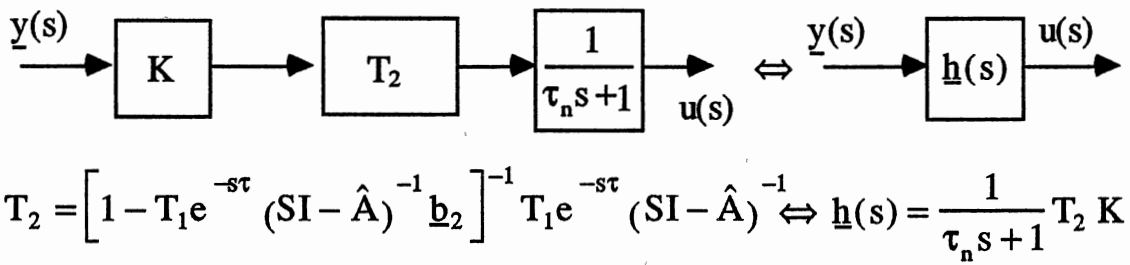 y(s) K T₂ 1/(τₙs+1) u(s) ⇔ y(s) h(s) u(s)
T₂ = [1 − T₁e^(−sτ) (SI − Â)^(−1) b₂]^(−1) T₁e^(−sτ) (SI − Â)^(−1) ⇔ h(s) = 1/(τₙs + 1) T₂ K